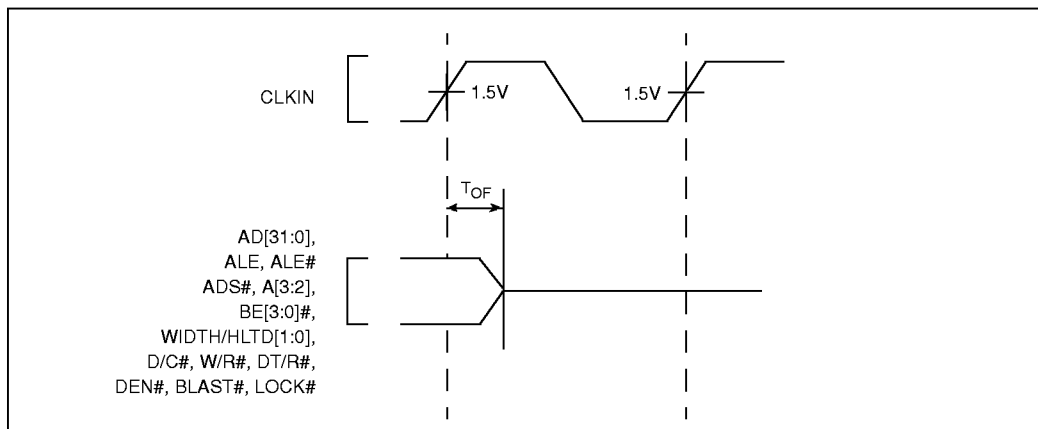 CLKIN
1.5V
1.5V
TOF
AD[31:0],
ALE, ALE#
ADS#, A[3:2],
BE[3:0]#,
WIDTH/HLTD[1:0],
D/C#, W/R#, DT/R#,
DEN#, BLAST#, LOCK#